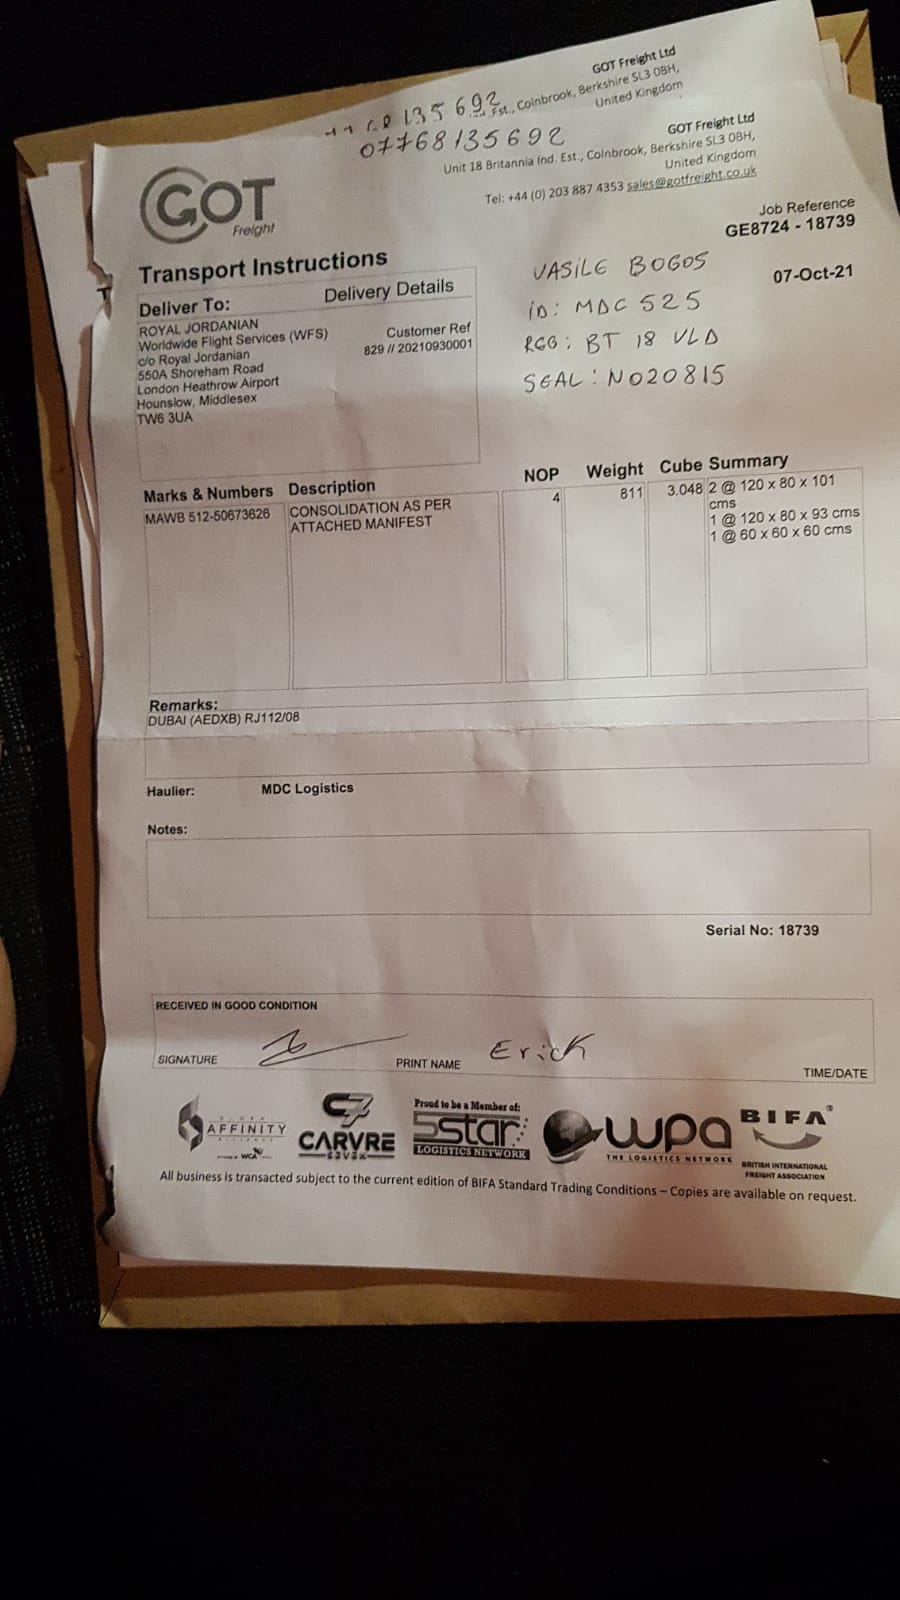 GOT Freight Ltd
Est., Colnbrook, Berkshire SL3 0BH,
United Kingdom
135 692
07768135692
GOT Freight Ltd
Unit 18 Britannia Ind. Est., Colnbrook, Berkshire SL3 0BH,
United Kingdom
Tel: +44 (0) 203 887 4353 sales@gotfreight.co.uk
GOT
Freight
Job Reference
GE8724 - 18739
07-Oct-21
Transport Instructions
Deliver To:
Delivery Details
ROYAL JORDANIAN
Worldwide Flight Services (WFS)
c/o Royal Jordanian
550A Shoreham Road
London Heathrow Airport
Hounslow, Middlesex
TW6 3UA
Customer Ref
829 // 20210930001
VASILE BOGOS
iD: MDC 525
REG: BT 18 VLD
SEAL: N020815
Marks & Numbers Description NOP Weight Cube Summary
MAWB 512-50673626 CONSOLIDATION AS PER 4 811 3.048 2 @ 120 x 80 x 101
ATTACHED MANIFEST cms
1 @ 120 x 80 x 93 cms
1 @ 60 x 60 x 60 cms
Remarks:
DUBAI (AEDXB) RJ112/08
Haulier: MDC Logistics
Notes:
Serial No: 18739
RECEIVED IN GOOD CONDITION
SIGNATURE
PRINT NAME Erick
TIME/DATE
GLOBAL
AFFINITY
ALLIANCE
WCA
C7
CARVRE
SEVEN
Proud to be a Member of:
5star
LOGISTICS NETWORK
wpa
THE LOGISTICS NETWORK
BIFA®
BRITISH INTERNATIONAL
FREIGHT ASSOCIATION
All business is transacted subject to the current edition of BIFA Standard Trading Conditions – Copies are available on request.